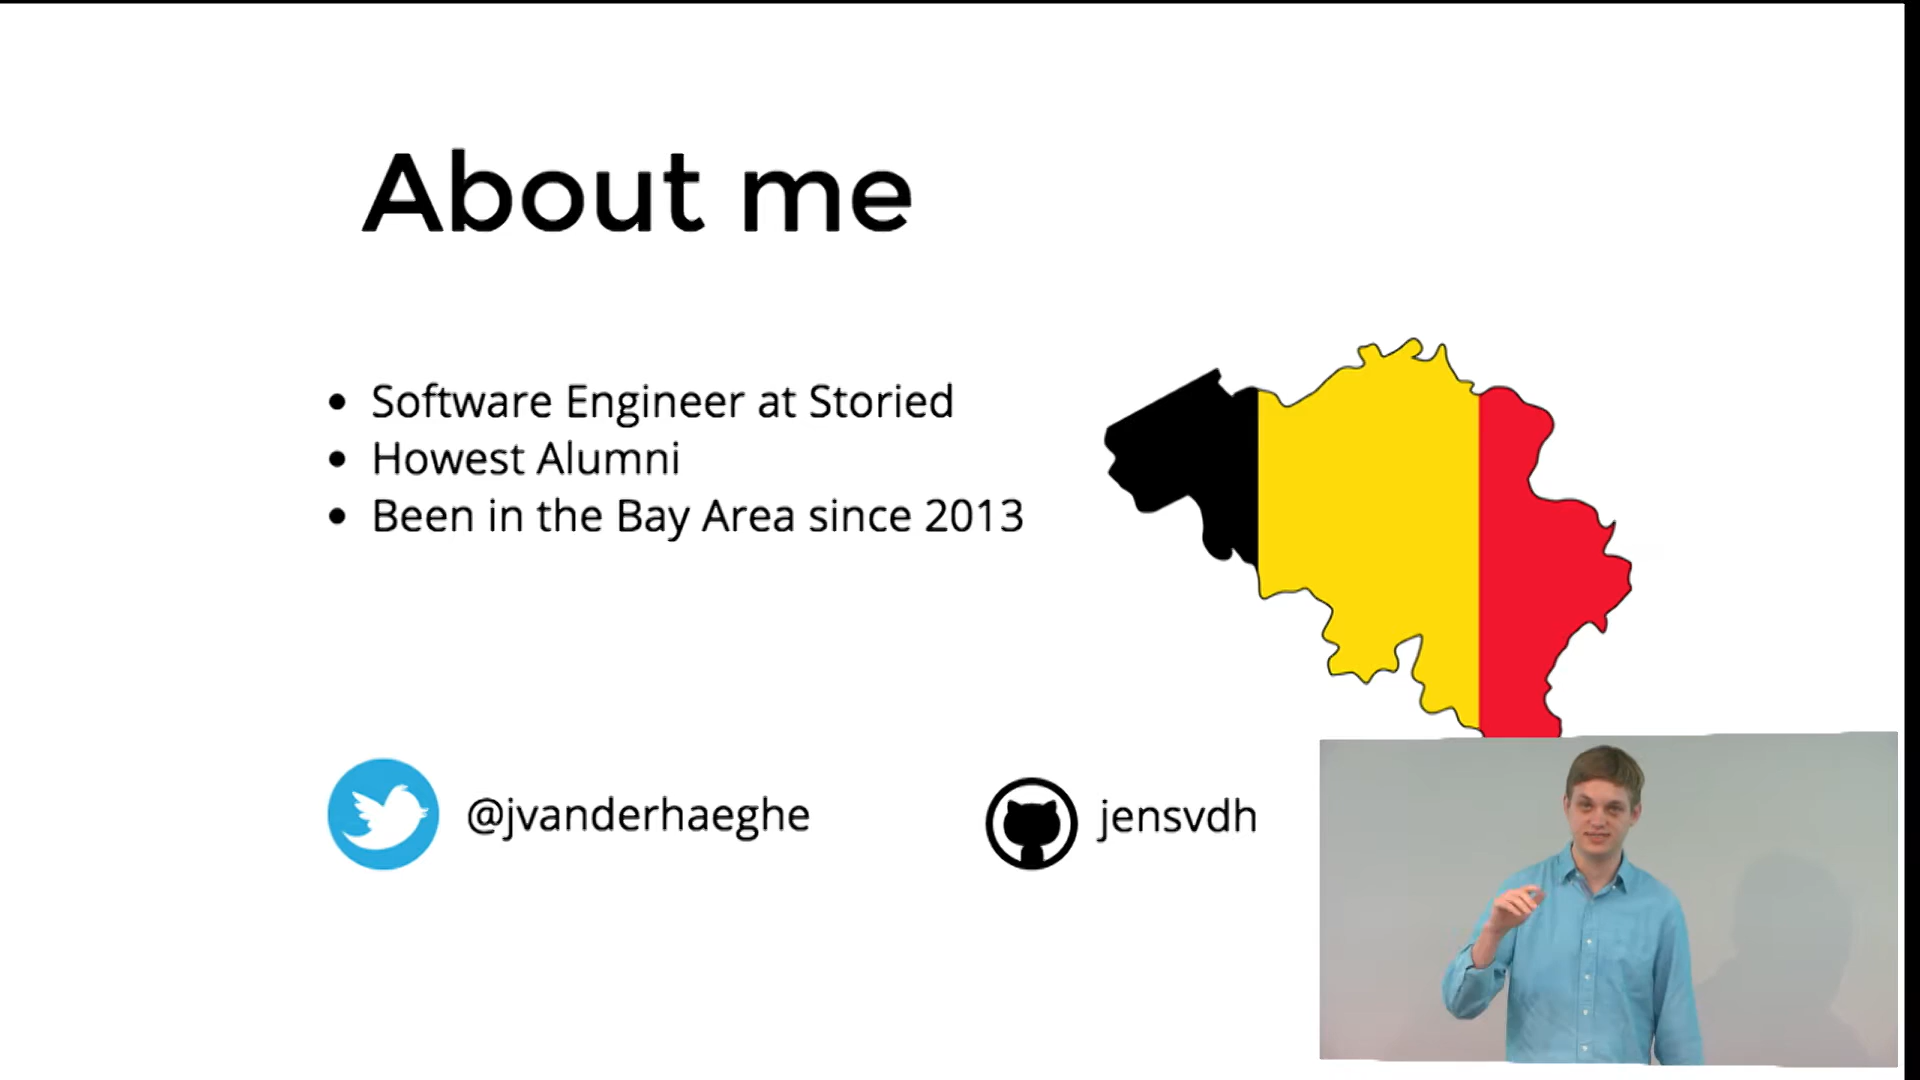 About me
Software Engineer at Storied
Howest Alumni
Been in the Bay Area since 2013
@jvanderhaeghe
jensvdh